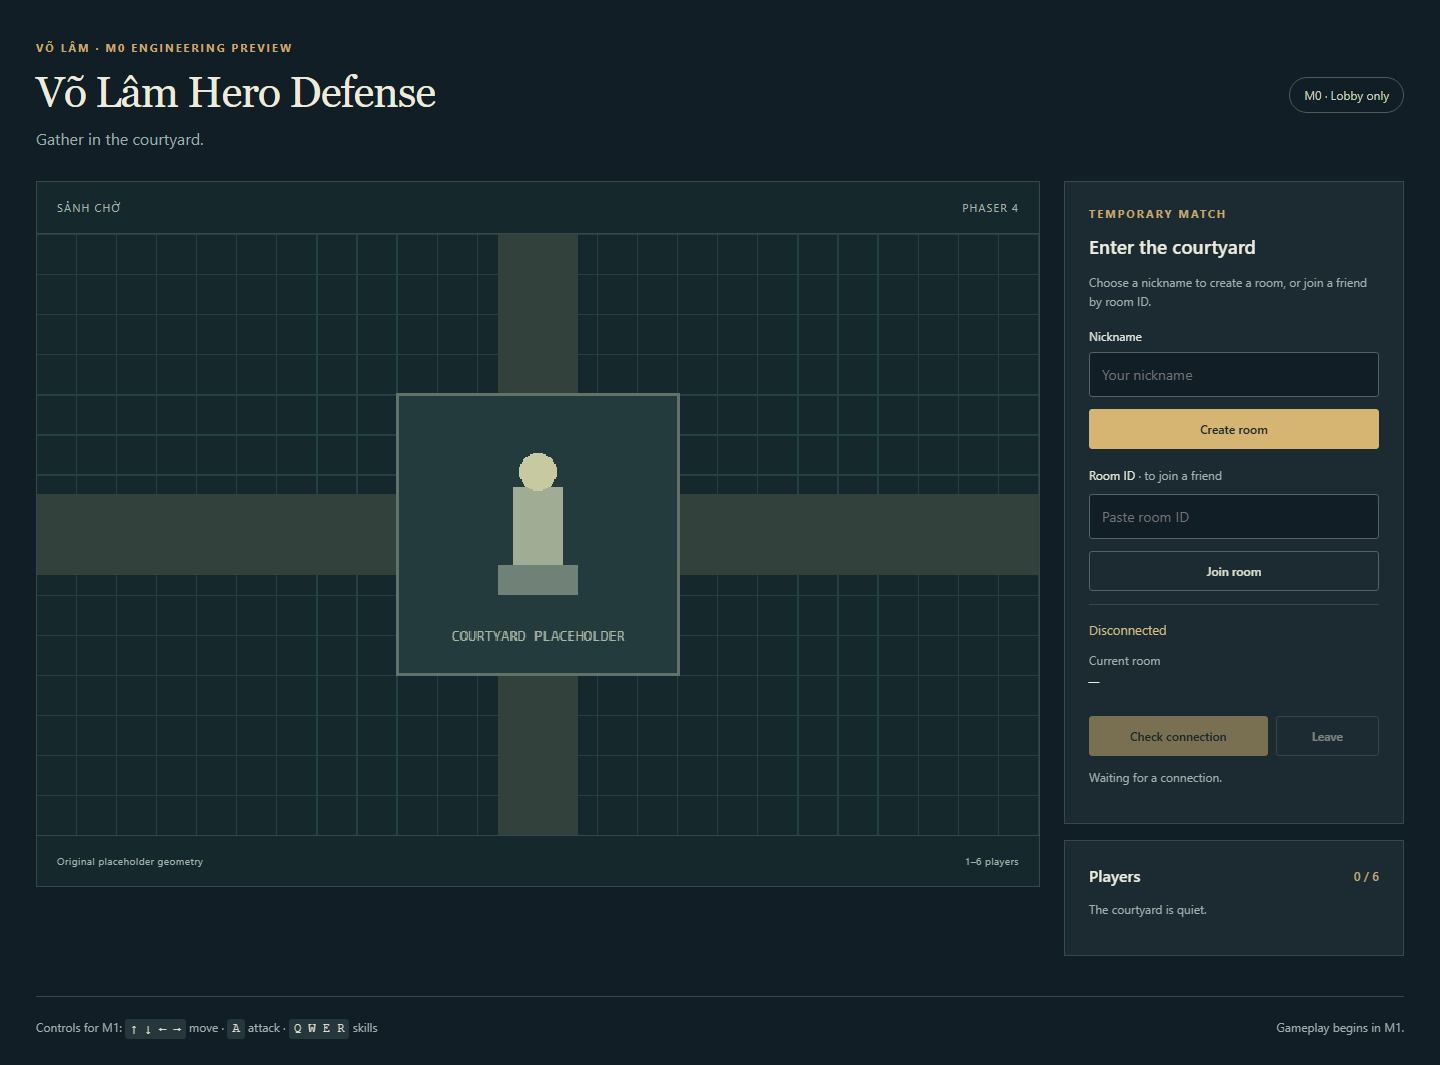 VÕ LÂM · M0 ENGINEERING PREVIEW
Võ Lâm Hero Defense
Gather in the courtyard.
M0 · Lobby only
SẢNH CHỜ
PHASER 4
COURTYARD PLACEHOLDER
Original placeholder geometry
1–6 players
TEMPORARY MATCH
Enter the courtyard
Choose a nickname to create a room, or join a friend
by room ID.
Nickname
Your nickname
Create room
Room ID · to join a friend
Paste room ID
Join room
Disconnected
Current room
—
Check connection
Leave
Waiting for a connection.
Players
0 / 6
The courtyard is quiet.
Controls for M1: ↑ ↓ ← → move · A attack · Q W E R skills
Gameplay begins in M1.